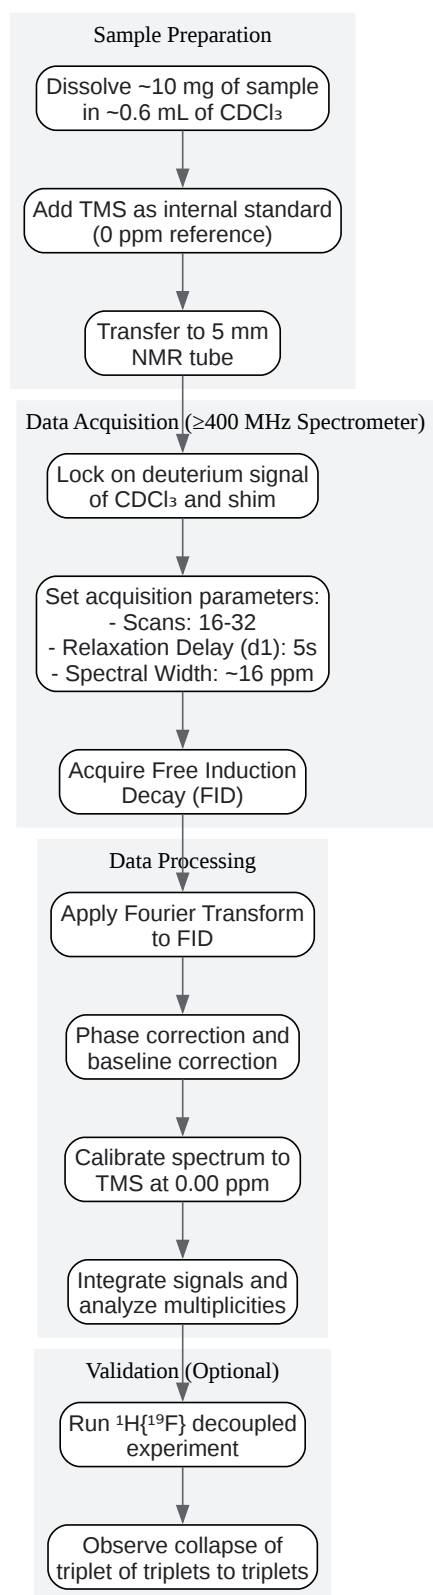 Sample Preparation
Dissolve ~10 mg of sample
in ~0.6 mL of CDCl₃
Add TMS as internal standard
(0 ppm reference)
Transfer to 5 mm
NMR tube
Data Acquisition (≥400 MHz Spectrometer)
Lock on deuterium signal
of CDCl₃ and shim
Set acquisition parameters:
- Scans: 16-32
- Relaxation Delay (d1): 5s
- Spectral Width: ~16 ppm
Acquire Free Induction
Decay (FID)
Data Processing
Apply Fourier Transform
to FID
Phase correction and
baseline correction
Calibrate spectrum to
TMS at 0.00 ppm
Integrate signals and
analyze multiplicities
Validation (Optional)
Run ¹H{¹⁹F} decoupled
experiment
Observe collapse of
triplet of triplets to triplets